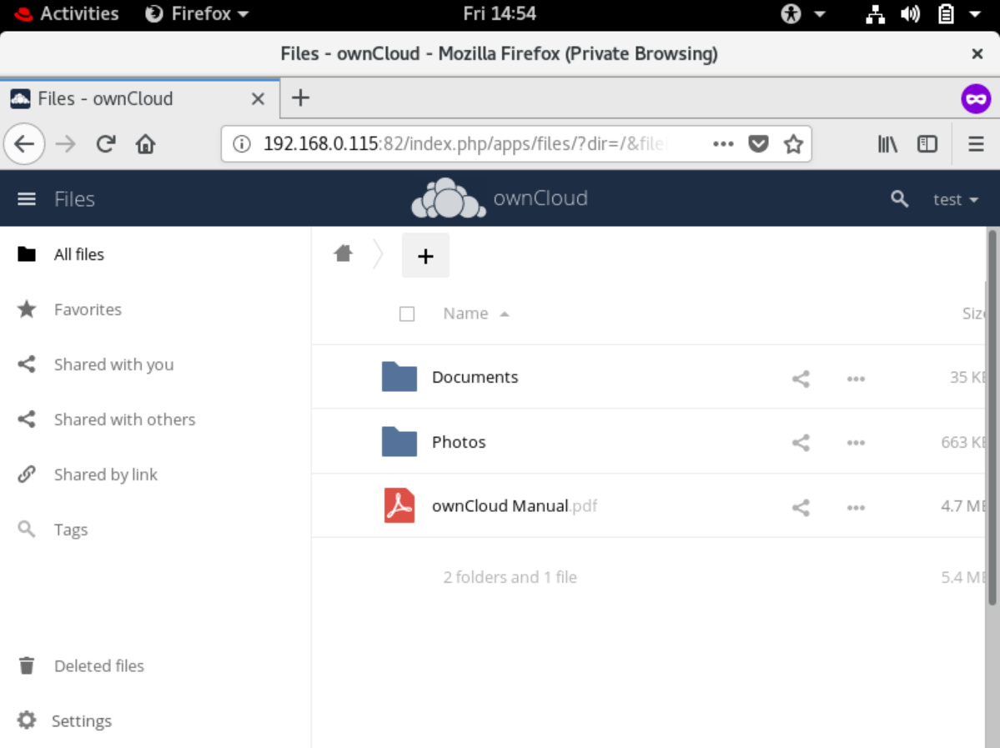 Activities Firefox Fri 14:54
Files - ownCloud - Mozilla Firefox (Private Browsing)
Files - ownCloud
192.168.0.115:82/index.php/apps/files/?dir=/&file
Files ownCloud test
All files
Favorites
Shared with you
Shared with others
Shared by link
Tags
Deleted files
Settings
Name Size
Documents 35 KB
Photos 663 KB
ownCloud Manual.pdf 4.7 MB
2 folders and 1 file 5.4 MB